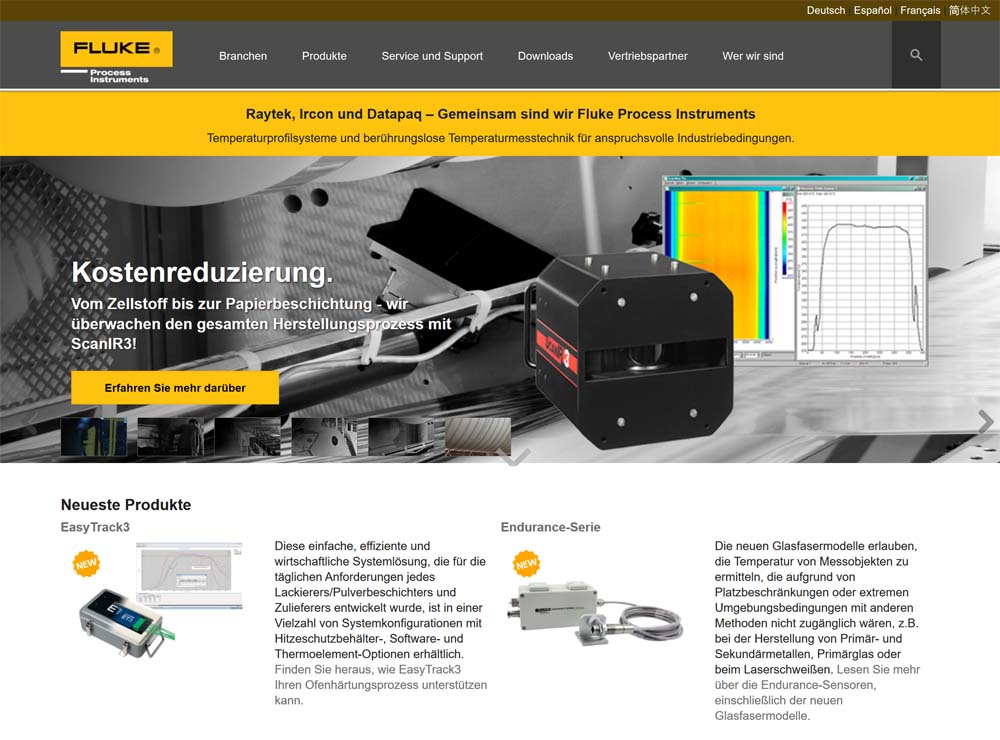 Deutsch Español Français 简体中文
FLUKE®
Process
Instruments
Branchen Produkte Service und Support Downloads Vertriebspartner Wer wir sind
Raytek, Ircon und Datapaq – Gemeinsam sind wir Fluke Process Instruments
Temperaturprofilsysteme und berührungslose Temperaturmesstechnik für anspruchsvolle Industriebedingungen.
Kostenreduzierung.
Vom Zellstoff bis zur Papierbeschichtung - wir
überwachen den gesamten Herstellungsprozess mit
ScanIR3!
Erfahren Sie mehr darüber
ScanIR 3
Neueste Produkte
EasyTrack3
NEW
Diese einfache, effiziente und
wirtschaftliche Systemlösung, die für die
täglichen Anforderungen jedes
Lackierers/Pulverbeschichters und
Zulieferers entwickelt wurde, ist in einer
Vielzahl von Systemkonfigurationen mit
Hitzeschutzbehälter-, Software- und
Thermoelement-Optionen erhältlich.
Finden Sie heraus, wie EasyTrack3
Ihren Ofenhärtungsprozess unterstützen
kann.
Endurance-Serie
NEW
Die neuen Glasfasermodelle erlauben,
die Temperatur von Messobjekten zu
ermitteln, die aufgrund von
Platzbeschränkungen oder extremen
Umgebungsbedingungen mit anderen
Methoden nicht zugänglich wären, z.B.
bei der Herstellung von Primär- und
Sekundärmetallen, Primärglas oder
beim Laserschweißen. Lesen Sie mehr
über die Endurance-Sensoren,
einschließlich der neuen
Glasfasermodelle.